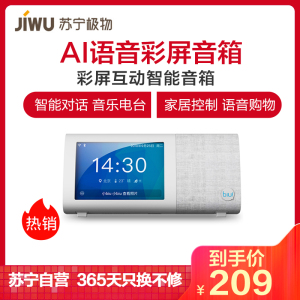 JIWU 苏宁极物
AI语音彩屏音箱
彩屏互动智能音箱
智能对话 音乐电台 家居控制 语音购物
14:30
biu!
热销
苏宁自营 365天只换不修
到手价
¥209